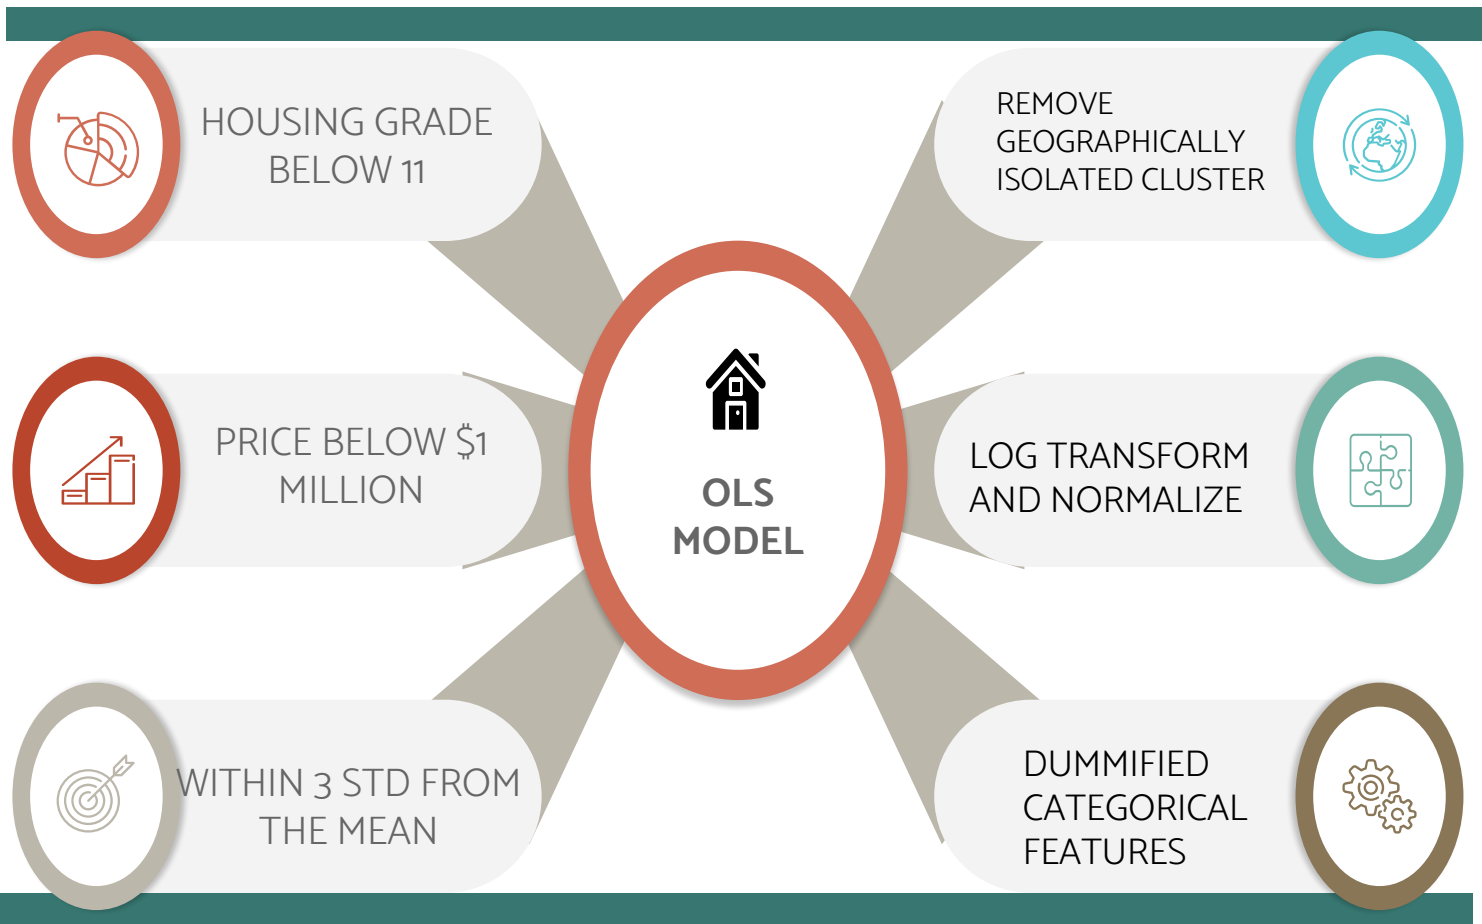 HOUSING GRADE
BELOW 11
PRICE BELOW $1
MILLION
WITHIN 3 STD FROM
THE MEAN
OLS
MODEL
REMOVE
GEOGRAPHICALLY
ISOLATED CLUSTER
LOG TRANSFORM
AND NORMALIZE
DUMMIFIED
CATEGORICAL
FEATURES